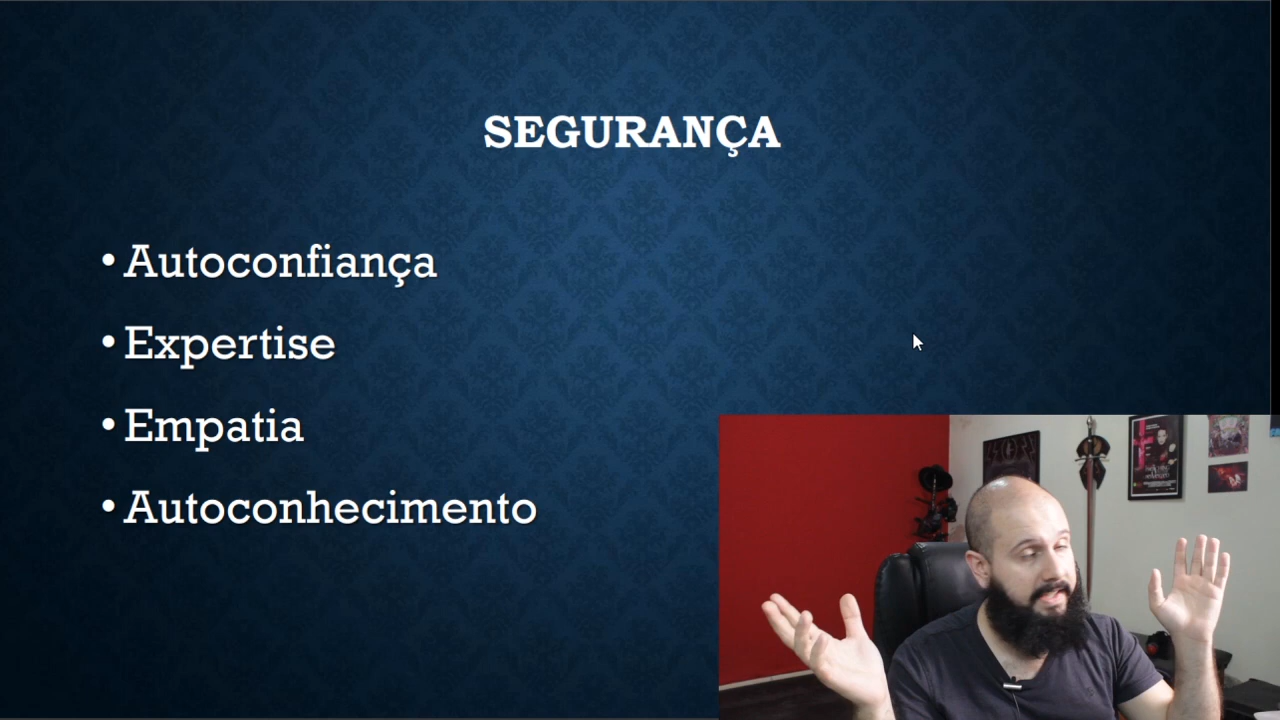 SEGURANÇA
• Autoconfiança
• Expertise
• Empatia
• Autoconhecimento